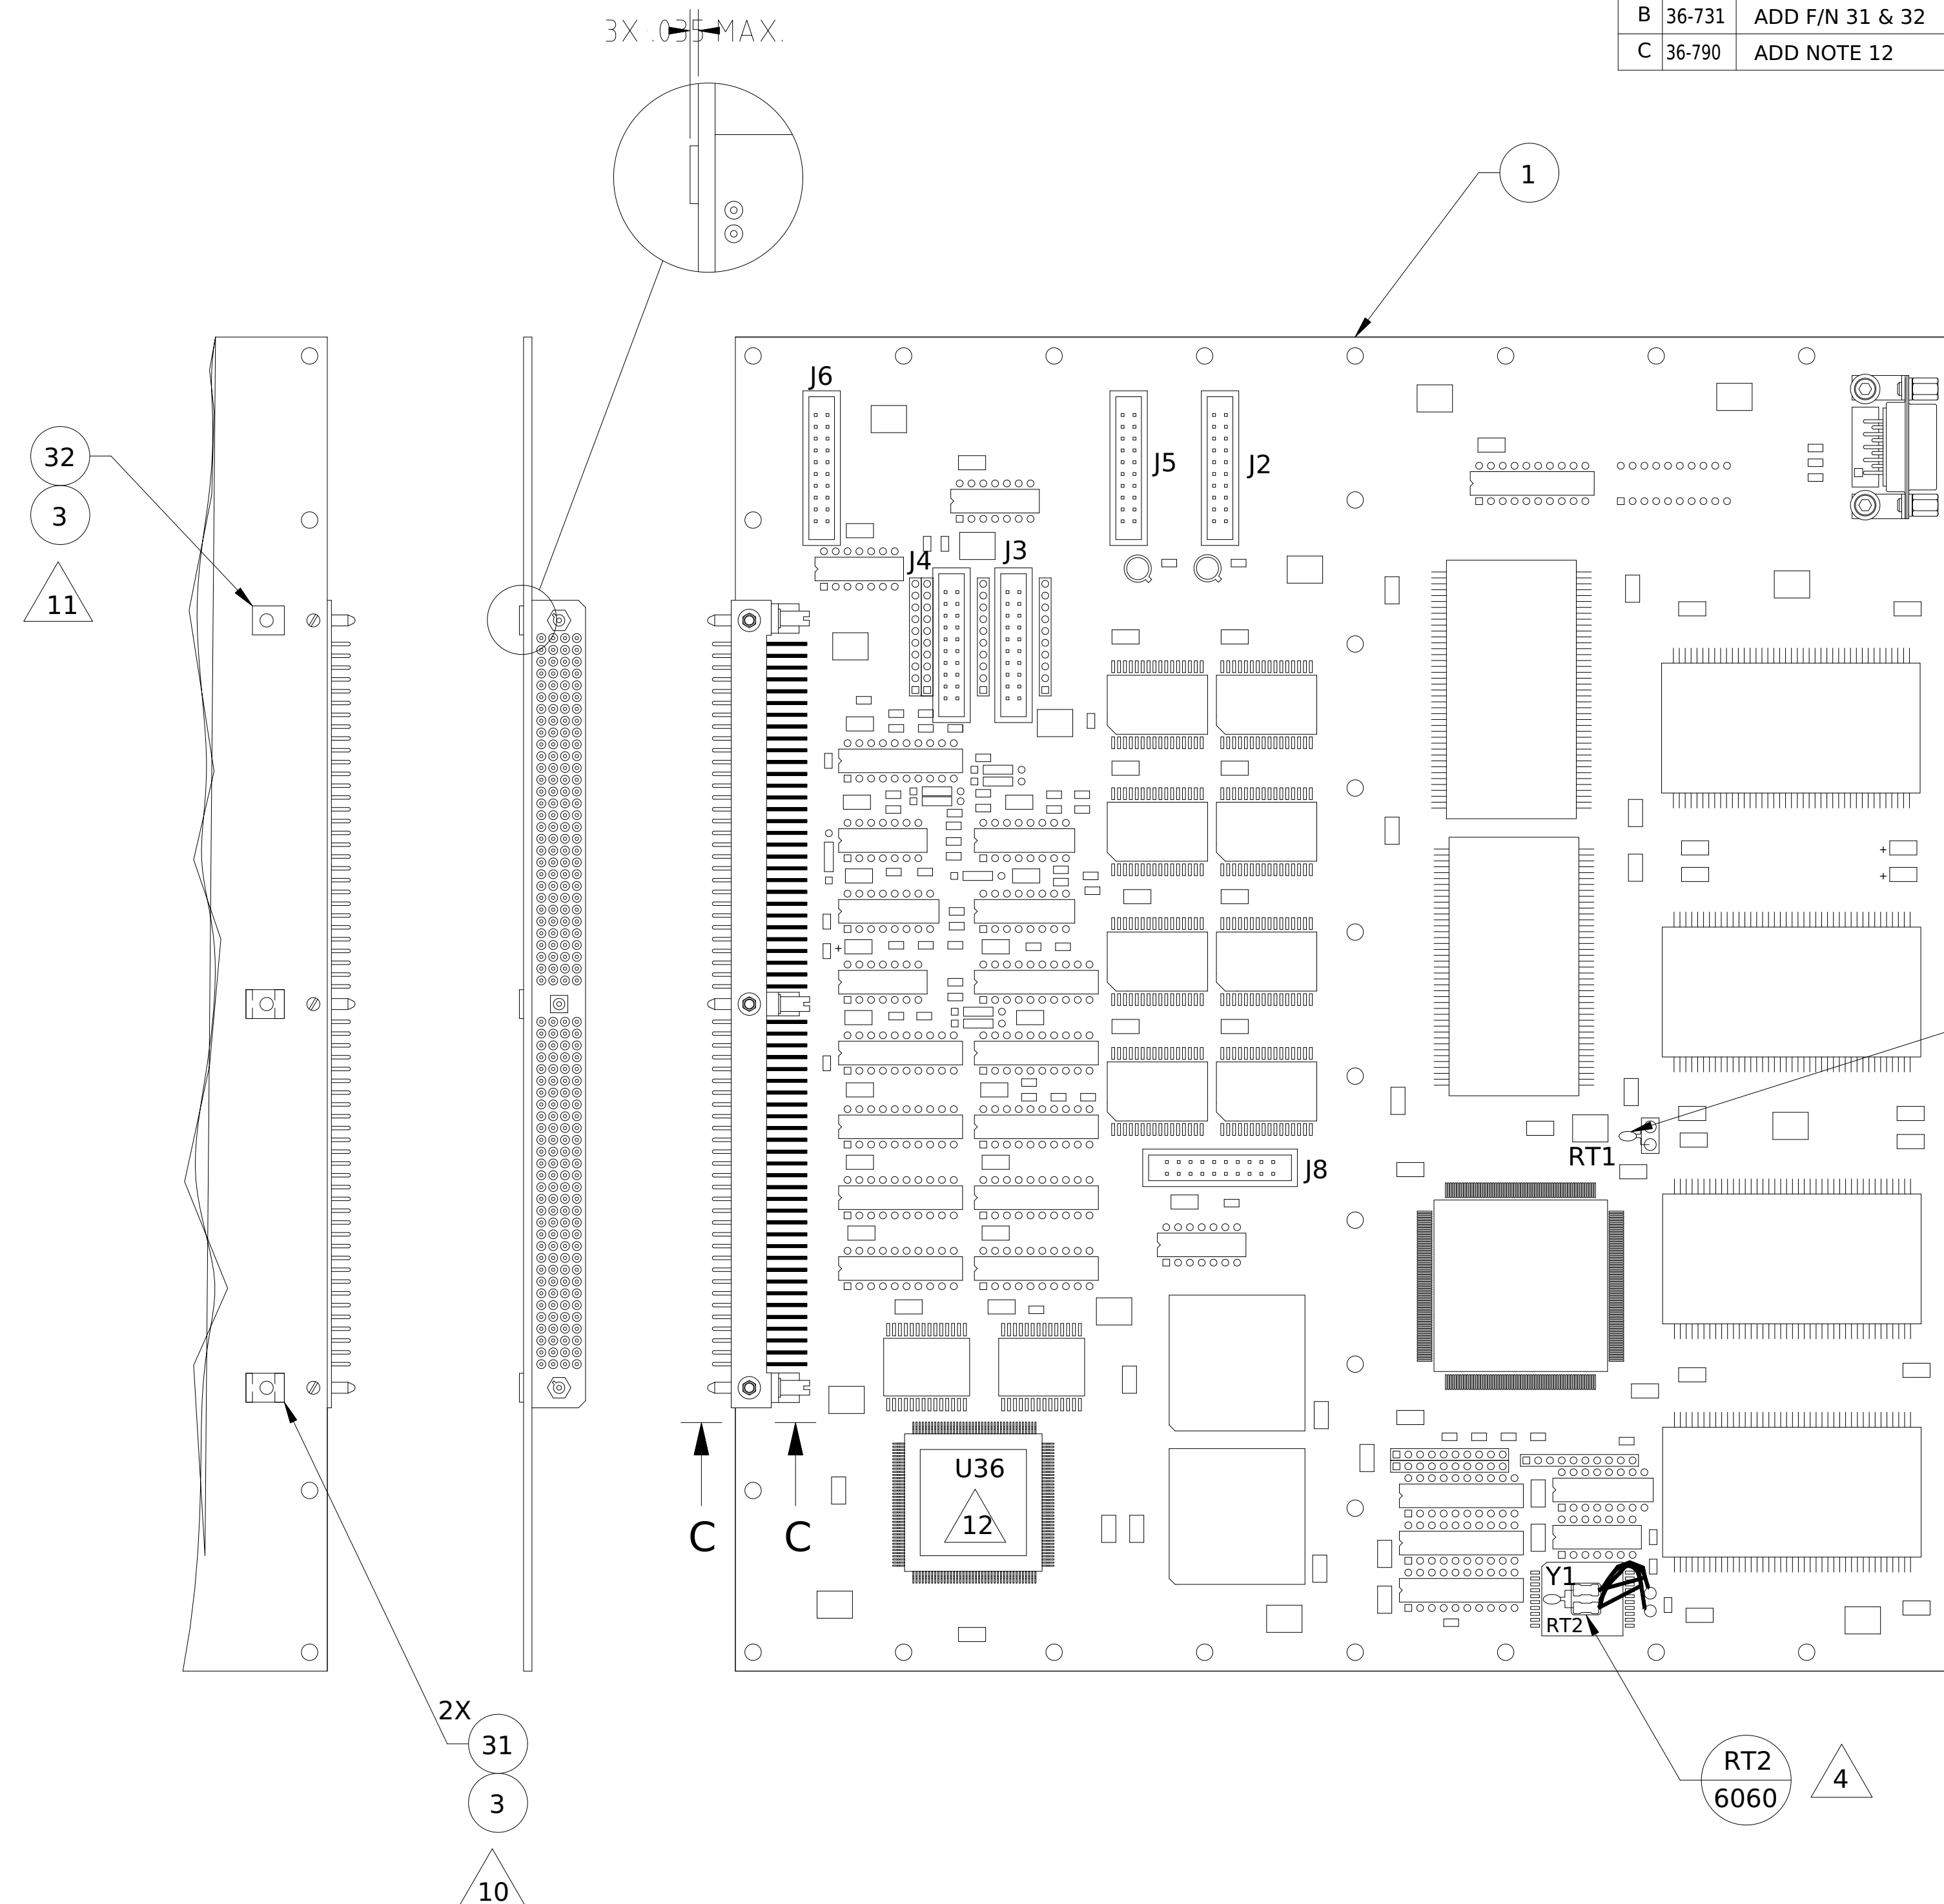 B 36-731 ADD F/N 31 & 32
C 36-790 ADD NOTE 12
3X .035 MAX.
1
J6
J5
J2
32
3
11
J4
J3
+
+
+
RT1
J8
U36
12
C C
Y1
RT2
2X
31
3
10
RT2
6060
4